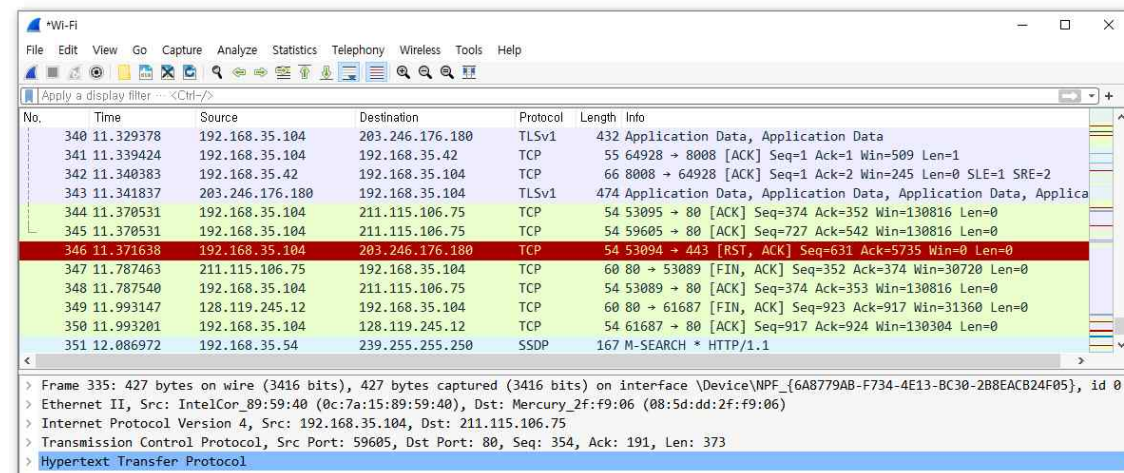 *Wi-Fi
File Edit View Go Capture Analyze Statistics Telephony Wireless Tools Help
Apply a display filter ... <Ctrl-/>
No. Time Source Destination Protocol Length Info
340 11.329378 192.168.35.104 203.246.176.180 TLSv1 432 Application Data, Application Data
341 11.339424 192.168.35.104 192.168.35.42 TCP 55 64928 → 8008 [ACK] Seq=1 Ack=1 Win=509 Len=1
342 11.340383 192.168.35.42 192.168.35.104 TCP 66 8008 → 64928 [ACK] Seq=1 Ack=2 Win=245 Len=0 SLE=1 SRE=2
343 11.341837 203.246.176.180 192.168.35.104 TLSv1 474 Application Data, Application Data, Application Data, Applica
344 11.370531 192.168.35.104 211.115.106.75 TCP 54 53095 → 80 [ACK] Seq=374 Ack=352 Win=130816 Len=0
345 11.370531 192.168.35.104 211.115.106.75 TCP 54 59605 → 80 [ACK] Seq=727 Ack=542 Win=130816 Len=0
346 11.371638 192.168.35.104 203.246.176.180 TCP 54 53094 → 443 [RST, ACK] Seq=631 Ack=5735 Win=0 Len=0
347 11.787463 211.115.106.75 192.168.35.104 TCP 60 80 → 53089 [FIN, ACK] Seq=352 Ack=374 Win=30720 Len=0
348 11.787540 192.168.35.104 211.115.106.75 TCP 54 53089 → 80 [ACK] Seq=374 Ack=353 Win=130816 Len=0
349 11.993147 128.119.245.12 192.168.35.104 TCP 60 80 → 61687 [FIN, ACK] Seq=923 Ack=917 Win=31360 Len=0
350 11.993201 192.168.35.104 128.119.245.12 TCP 54 61687 → 80 [ACK] Seq=917 Ack=924 Win=130304 Len=0
351 12.086972 192.168.35.54 239.255.255.250 SSDP 167 M-SEARCH * HTTP/1.1
> Frame 335: 427 bytes on wire (3416 bits), 427 bytes captured (3416 bits) on interface \Device\NPF_{6A8779AB-F734-4E13-BC30-2B8EACB24F05}, id 0
> Ethernet II, Src: IntelCor_89:59:40 (0c:7a:15:89:59:40), Dst: Mercury_2f:f9:06 (08:5d:dd:2f:f9:06)
> Internet Protocol Version 4, Src: 192.168.35.104, Dst: 211.115.106.75
> Transmission Control Protocol, Src Port: 59605, Dst Port: 80, Seq: 354, Ack: 191, Len: 373
> Hypertext Transfer Protocol